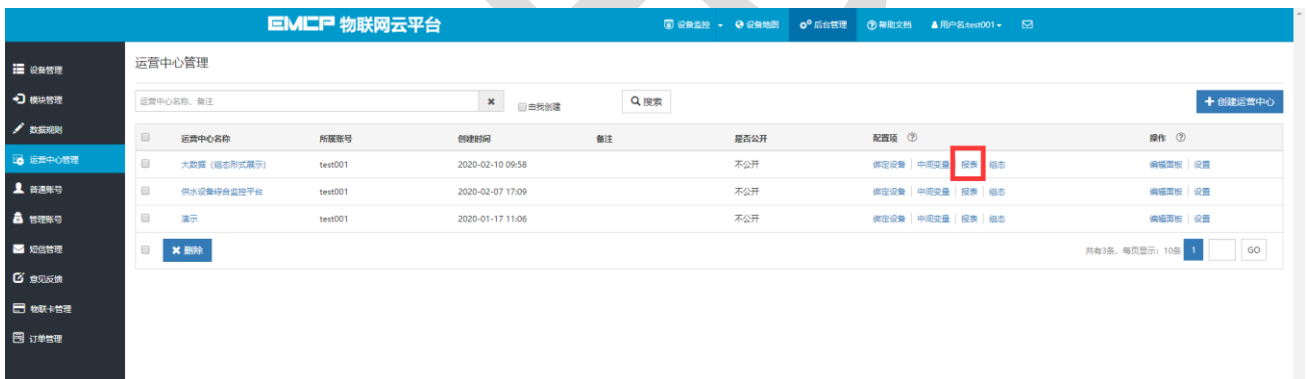 EMCP 物联网云平台 设备监控 设备地图 后台管理 帮助文档 用户名:test001
设备管理
模块管理
数据规则
运营中心管理
普通账号
管理账号
短信管理
意见反馈
物联卡管理
订单管理
运营中心管理
运营中心名称、备注 由我创建 搜索 创建运营中心
运营中心名称 所属账号 创建时间 备注 是否公开 配置项 操作
大数据（组态形式展示） test001 2020-02-10 09:58 不公开 绑定设备 中间变量 报表 组态 编辑面板 设置
供水设备综合监控平台 test001 2020-02-07 17:09 不公开 绑定设备 中间变量 报表 组态 编辑面板 设置
演示 test001 2020-01-17 11:06 不公开 绑定设备 中间变量 报表 组态 编辑面板 设置
删除 共有3条，每页显示：10条 1 GO